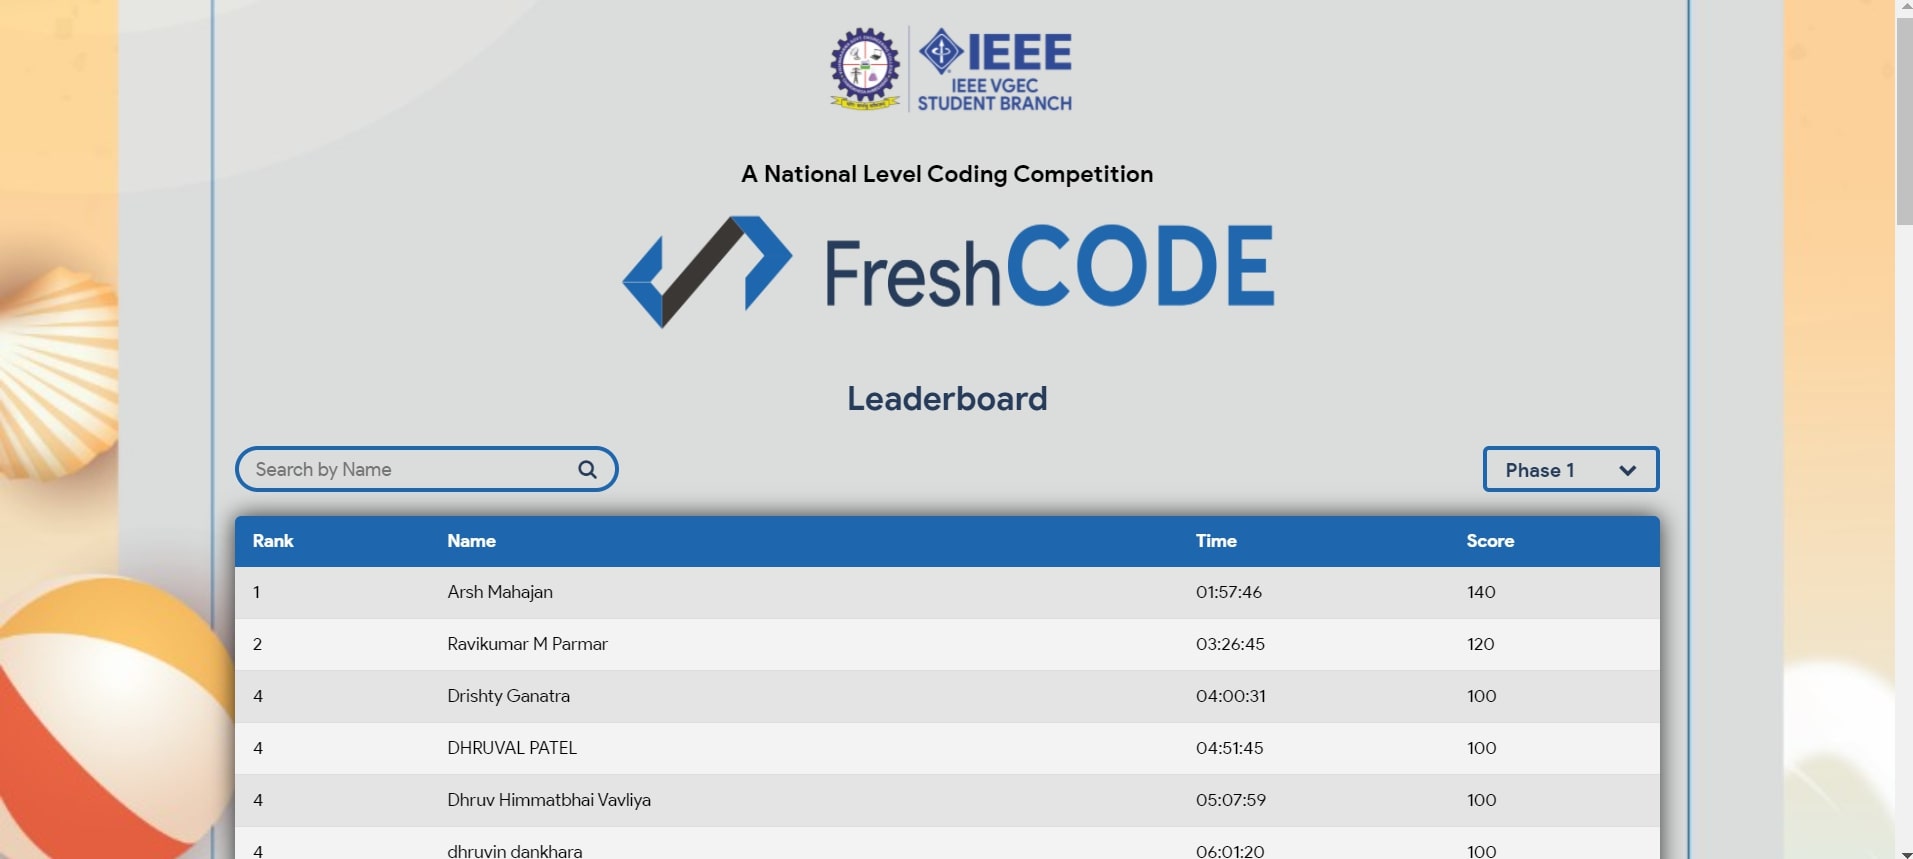 IEEE
IEEE VGEC
STUDENT BRANCH
A National Level Coding Competition
FreshCODE
Leaderboard
Search by Name
Phase 1
Rank Name Time Score
1 Arsh Mahajan 01:57:46 140
2 Ravikumar M Parmar 03:26:45 120
4 Drishty Ganatra 04:00:31 100
4 DHRUVAL PATEL 04:51:45 100
4 Dhruv Himmatbhai Vavliya 05:07:59 100
4 dhruvin dankhara 06:01:20 100